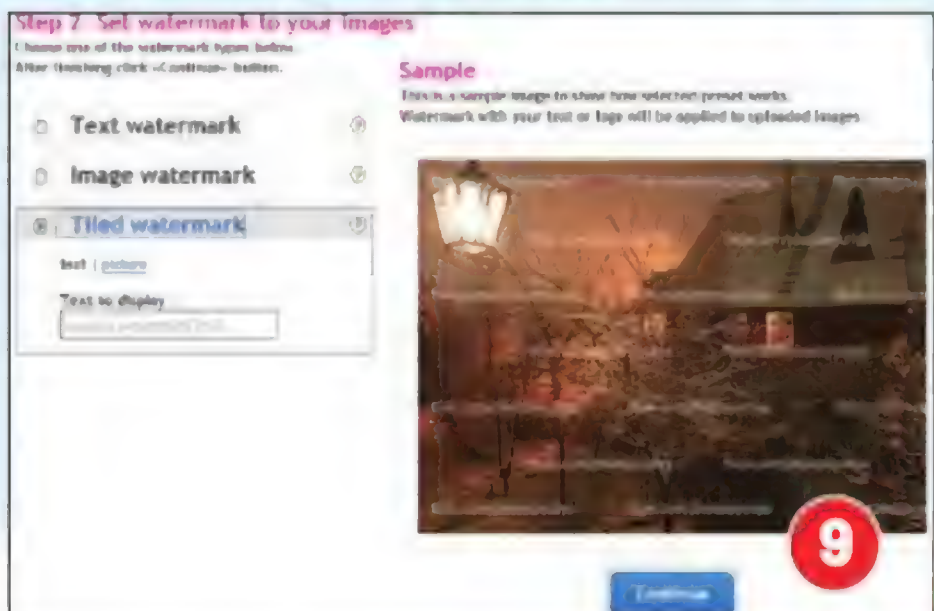 Step 2 Set watermark to your images
Choose one of the watermark types below.
After finishing click «Continue» button.
Text watermark
Image watermark
Tiled watermark
text | picture
Text to display
Sample
This is a sample image to show how selected preset works.
Watermark with your text or logo will be applied to uploaded images
9
Continue